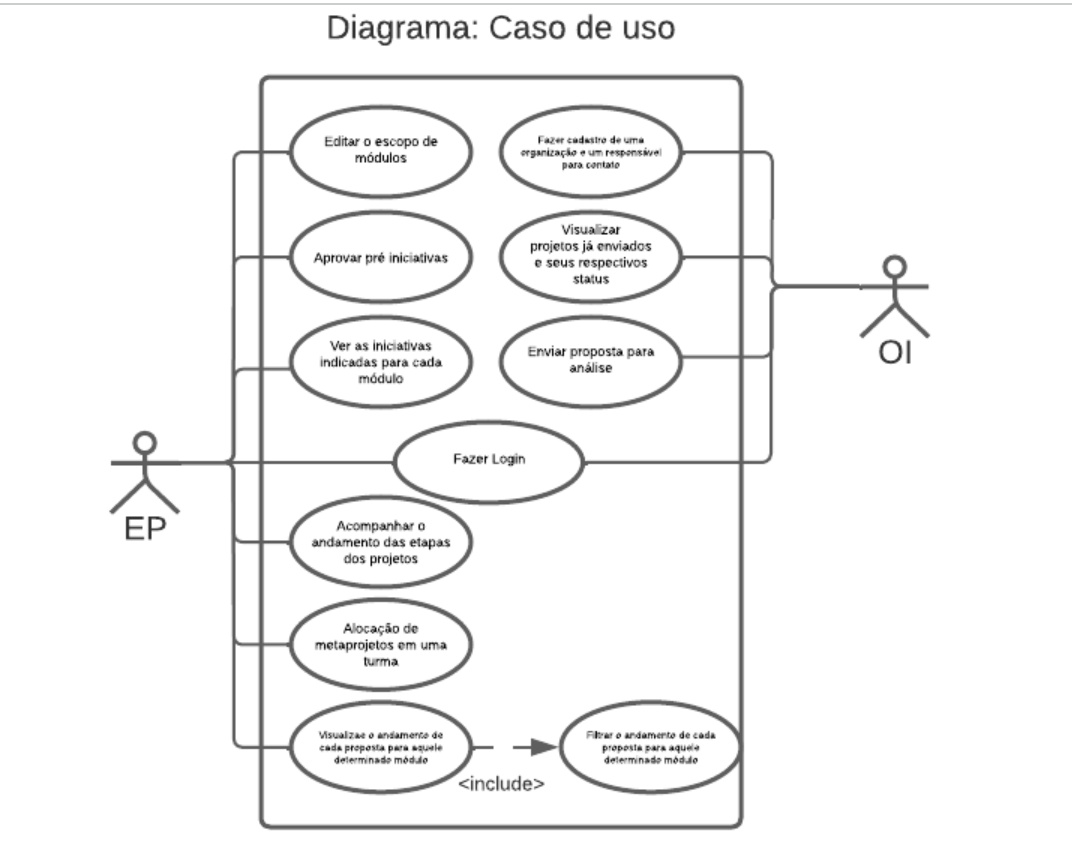 Diagrama: Caso de uso
Editar o escopo de
módulos
Fazer cadastro de uma
organização e um responsável
para contato
Aprovar pré iniciativas
Visualizar
projetos já enviados
e seus respectivos
status
Ver as iniciativas
indicadas para cada
módulo
Enviar proposta para
análise
OI
Fazer Login
EP
Acompanhar o
andamento das etapas
dos projetos
Alocação de
metaprojetos em uma
turma
Visualizae o andamento de
cada proposta para aquele
determinado módulo
Filtrar o andamento de cada
proposta para aquele
determinado módulo
<include>